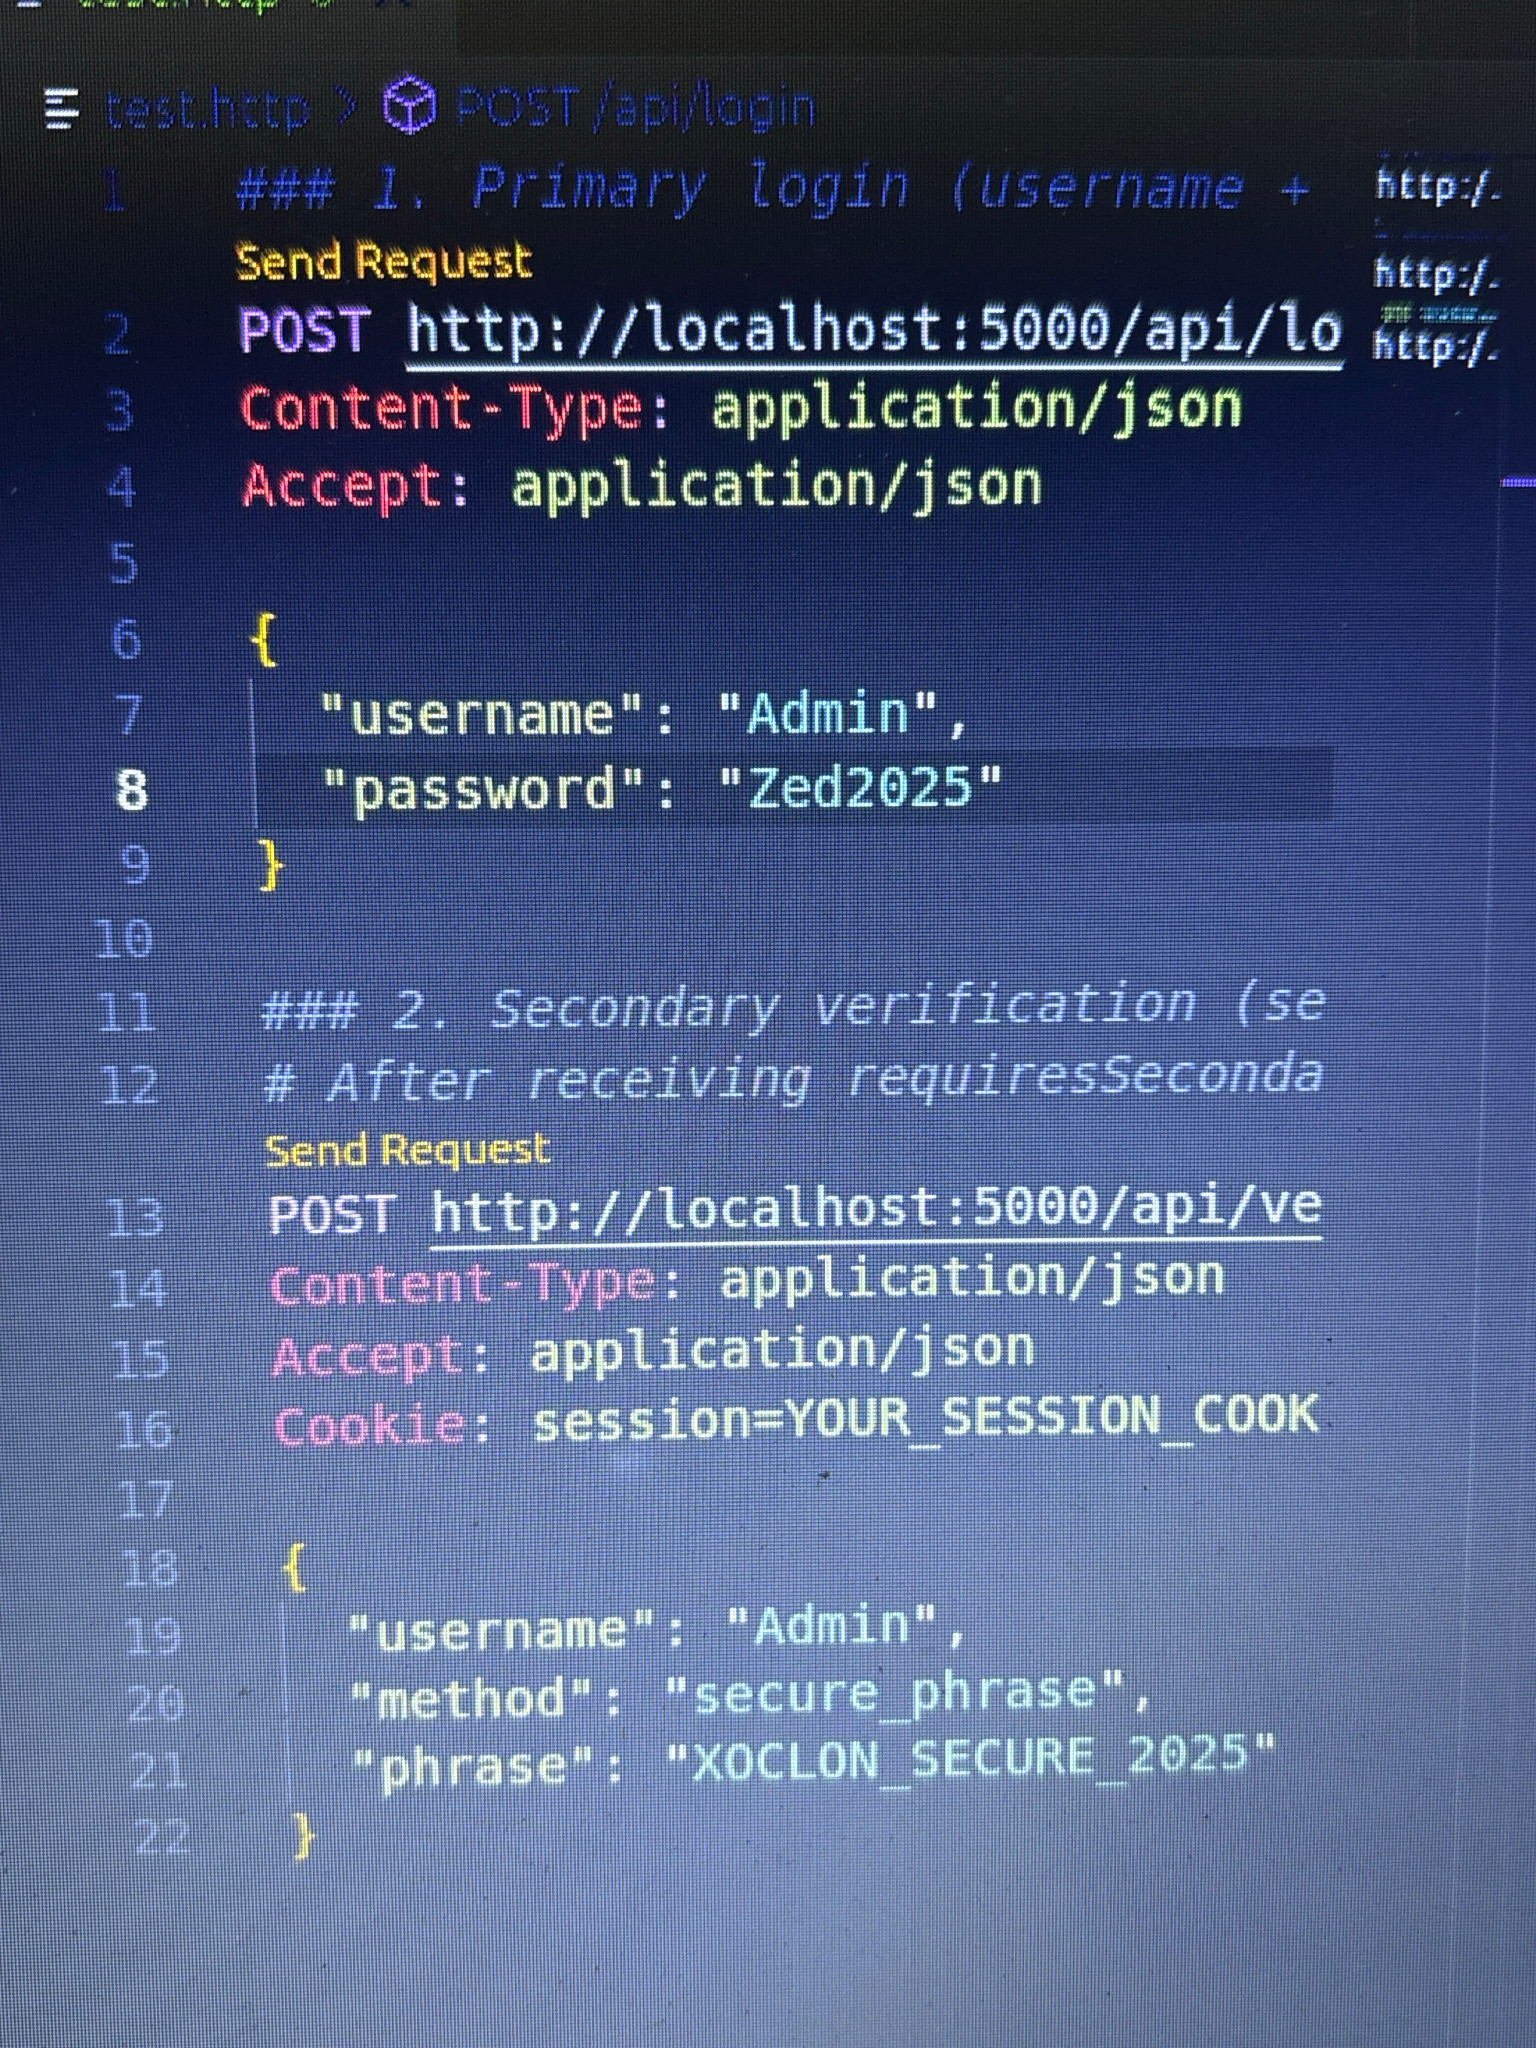 test.http > POST /api/login
1 ### 1. Primary login (username +
Send Request
2 POST http://localhost:5000/api/lo
3 Content-Type: application/json
4 Accept: application/json
5
6 {
7 "username": "Admin",
8 "password": "Zed2025"
9 }
10
11 ### 2. Secondary verification (se
12 # After receiving requiresSeconda
Send Request
13 POST http://localhost:5000/api/ve
14 Content-Type: application/json
15 Accept: application/json
16 Cookie: session=YOUR_SESSION_COOK
17
18 {
19 "username": "Admin",
20 "method": "secure_phrase",
21 "phrase": "XOCLON_SECURE_2025"
22 }
http:/.
http:/.
http:/.